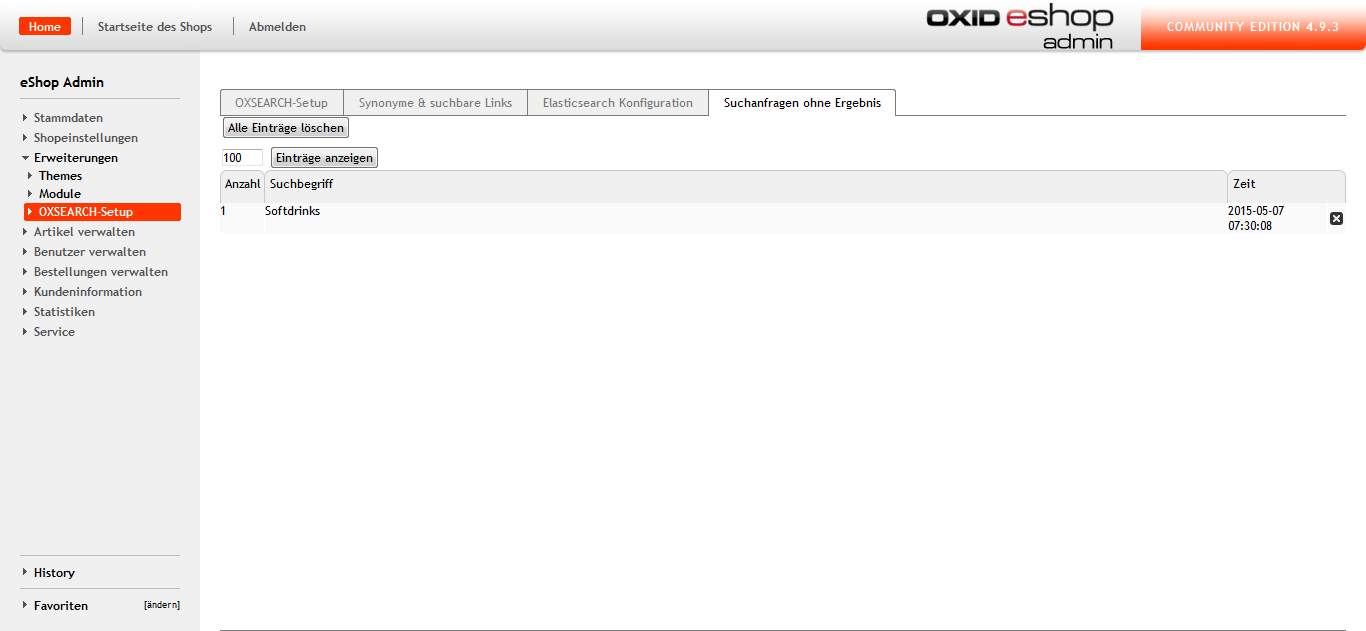 Home
Startseite des Shops
Abmelden
OXID eshop
admin
COMMUNITY EDITION 4.9.3
eShop Admin
Stammdaten
Shopeinstellungen
Erweiterungen
Themes
Module
OXSEARCH-Setup
Artikel verwalten
Benutzer verwalten
Bestellungen verwalten
Kundeninformation
Statistiken
Service
History
Favoriten [ändern]
OXSEARCH-Setup
Synonyme & suchbare Links
Elasticsearch Konfiguration
Suchanfragen ohne Ergebnis
Alle Einträge löschen
100 Einträge anzeigen
Anzahl Suchbegriff Zeit
1 Softdrinks 2015-05-07
07:30:08